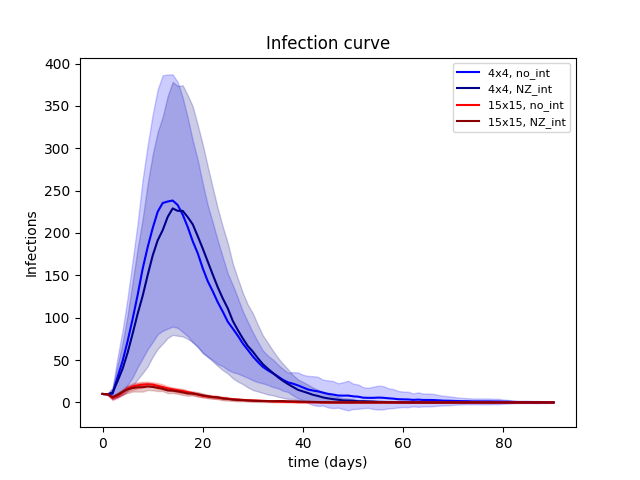 Infection curve
400
350
300
250
200
150
100
50
0
Infections
0 20 40 60 80
time (days)
4x4, no_int
4x4, NZ_int
15x15, no_int
15x15, NZ_int